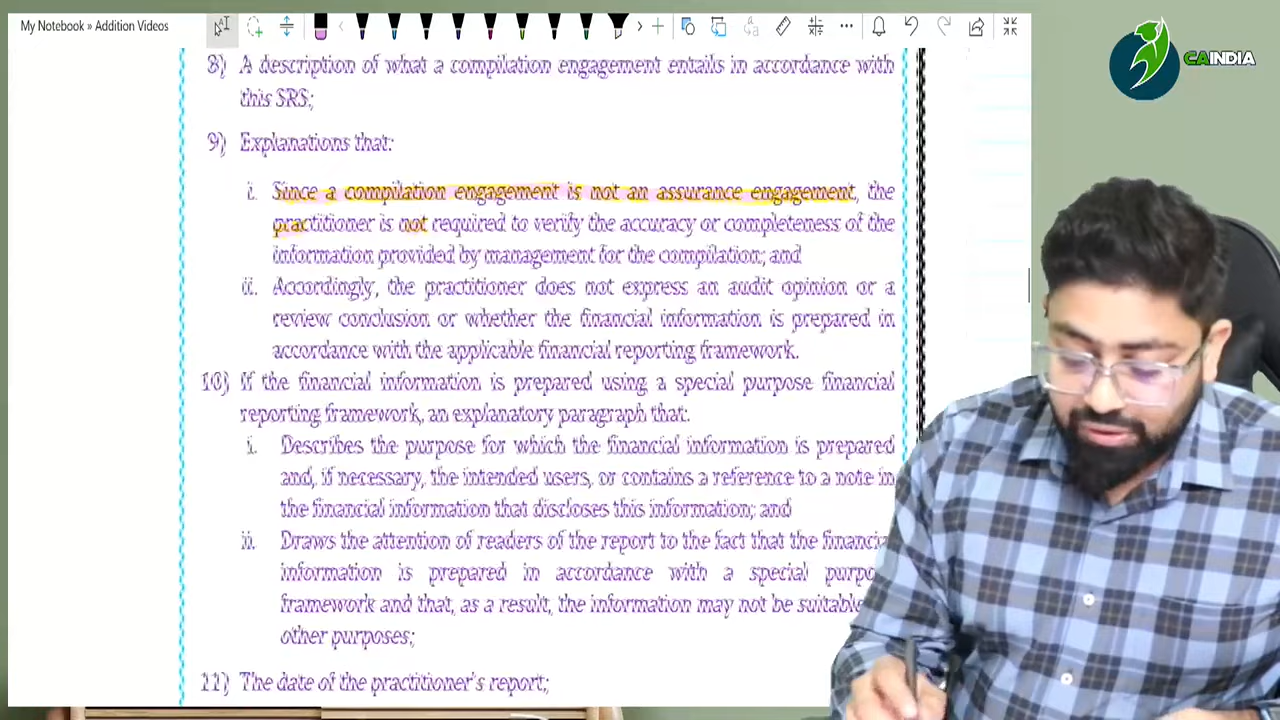 My Notebook » Addition Videos
CAINDIA
8) A description of what a compilation engagement entails in accordance with
this SRS;
9) Explanations that:
i. Since a compilation engagement is not an assurance engagement, the
practitioner is not required to verify the accuracy or completeness of the
information provided by management for the compilation; and
ii. Accordingly, the practitioner does not express an audit opinion or a
review conclusion or whether the financial information is prepared in
accordance with the applicable financial reporting framework.
10) If the financial information is prepared using a special purpose financial
reporting framework, an explanatory paragraph that:
i. Describes the purpose for which the financial information is prepared
and, if necessary, the intended users, or contains a reference to a note in
the financial information that discloses this information; and
ii. Draws the attention of readers of the report to the fact that the
information is prepared in accordance with a special
framework and that, as a result, the information may not be suitable
other purposes;
11) The date of the practitioner's report;